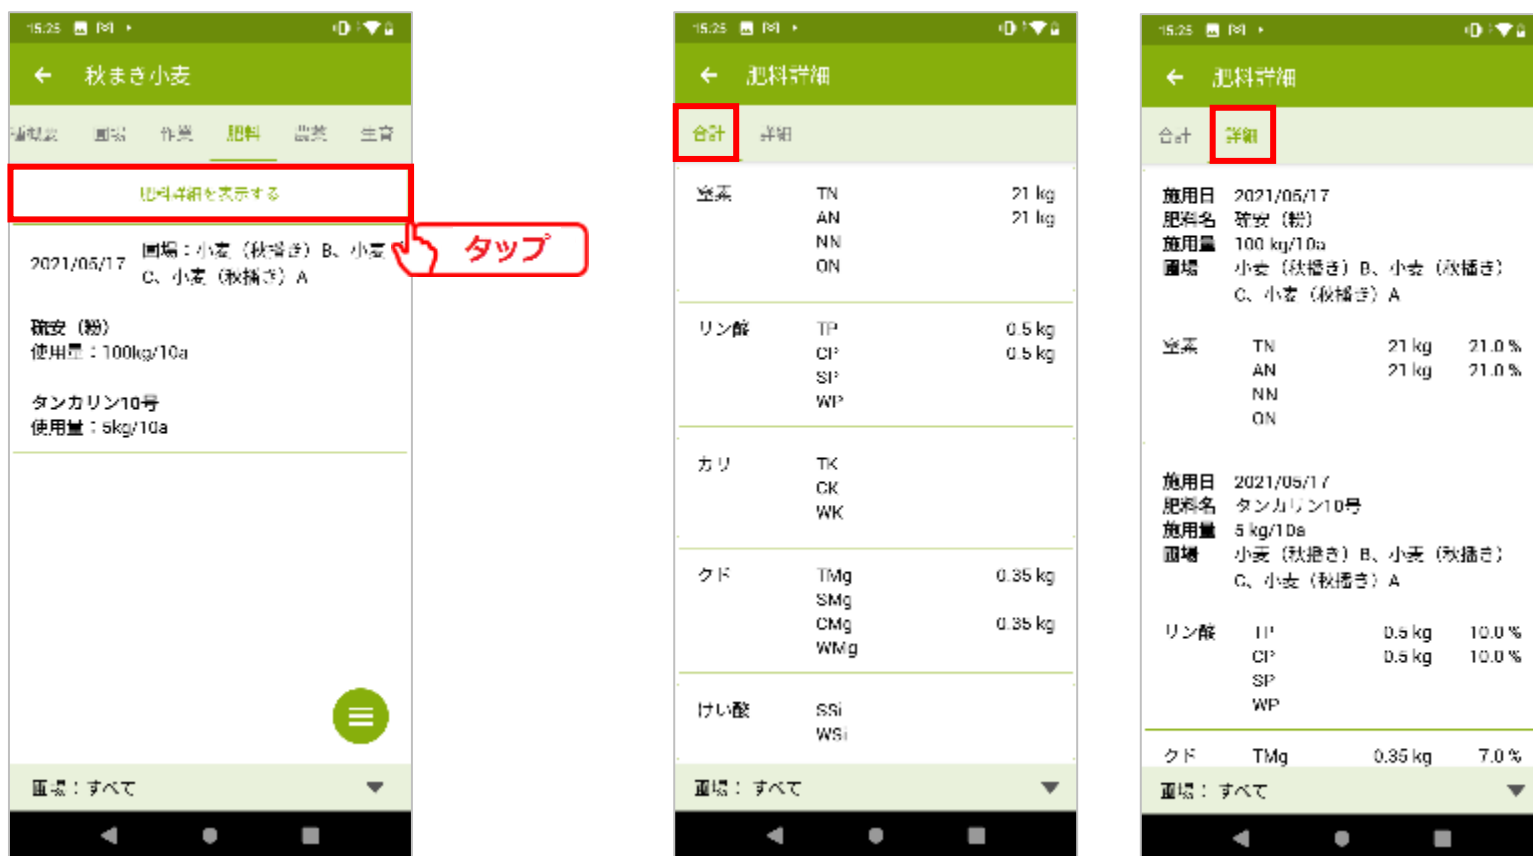 15:25
秋まき小麦
圃場 作業 肥料 農薬 生育
肥料詳細を表示する
タップ
2021/05/17
圃場：小麦（秋播き）B、小麦
C、小麦（秋播き）A
硫安（粉）
使用量：100kg/10a
タンカリン10号
使用量：5kg/10a
圃場：すべて
15:25
肥料詳細
合計 詳細
窒素 TN 21 kg
AN 21 kg
NN
ON
リン酸 TP 0.5 kg
CP 0.5 kg
SP
WP
カリ TK
CK
WK
クド TMg 0.35 kg
SMg
CMg 0.35 kg
WMg
けい酸 SSi
WSi
圃場：すべて
15:25
肥料詳細
合計 詳細
施用日 2021/05/17
肥料名 硫安（粉）
施用量 100 kg/10a
圃場 小麦（秋播き）B、小麦（秋播き）
C、小麦（秋播き）A
窒素 TN 21 kg 21.0 %
AN 21 kg 21.0 %
NN
ON
施用日 2021/05/17
肥料名 タンカリン10号
施用量 5 kg/10a
圃場 小麦（秋播き）B、小麦（秋播き）
C、小麦（秋播き）A
リン酸 TP 0.5 kg 10.0 %
CP 0.5 kg 10.0 %
SP
WP
クド TMg 0.35 kg 7.0 %
圃場：すべて